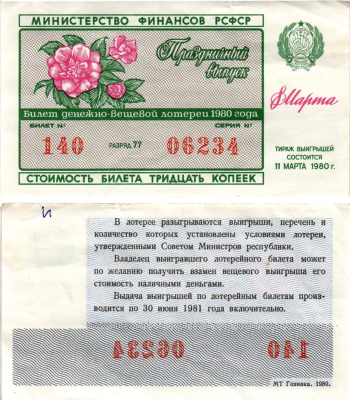 МИНИСТЕРСТВО ФИНАНСОВ РСФСР
Праздничный
выпуск
8 Марта
Билет денежно-вещевой лотереи 1980 года
БИЛЕТ № СЕРИЯ №
140 РАЗРЯД 77 06234
ТИРАЖ ВЫИГРЫШЕЙ
СОСТОИТСЯ
11 МАРТА 1980 г.
СТОИМОСТЬ БИЛЕТА ТРИДЦАТЬ КОПЕЕК
И
В лотерее разыгрываются выигрыши, перечень и
количество которых установлены условиями лотереи,
утвержденными Советом Министров республики.
Владелец выигравшего лотерейного билета может
по желанию получить взамен вещевого выигрыша его
стоимость наличными деньгами.
Выдача выигрышей по лотерейным билетам произво-
дится по 30 июня 1981 года включительно.
06234 140
МТ Гознака. 1980.